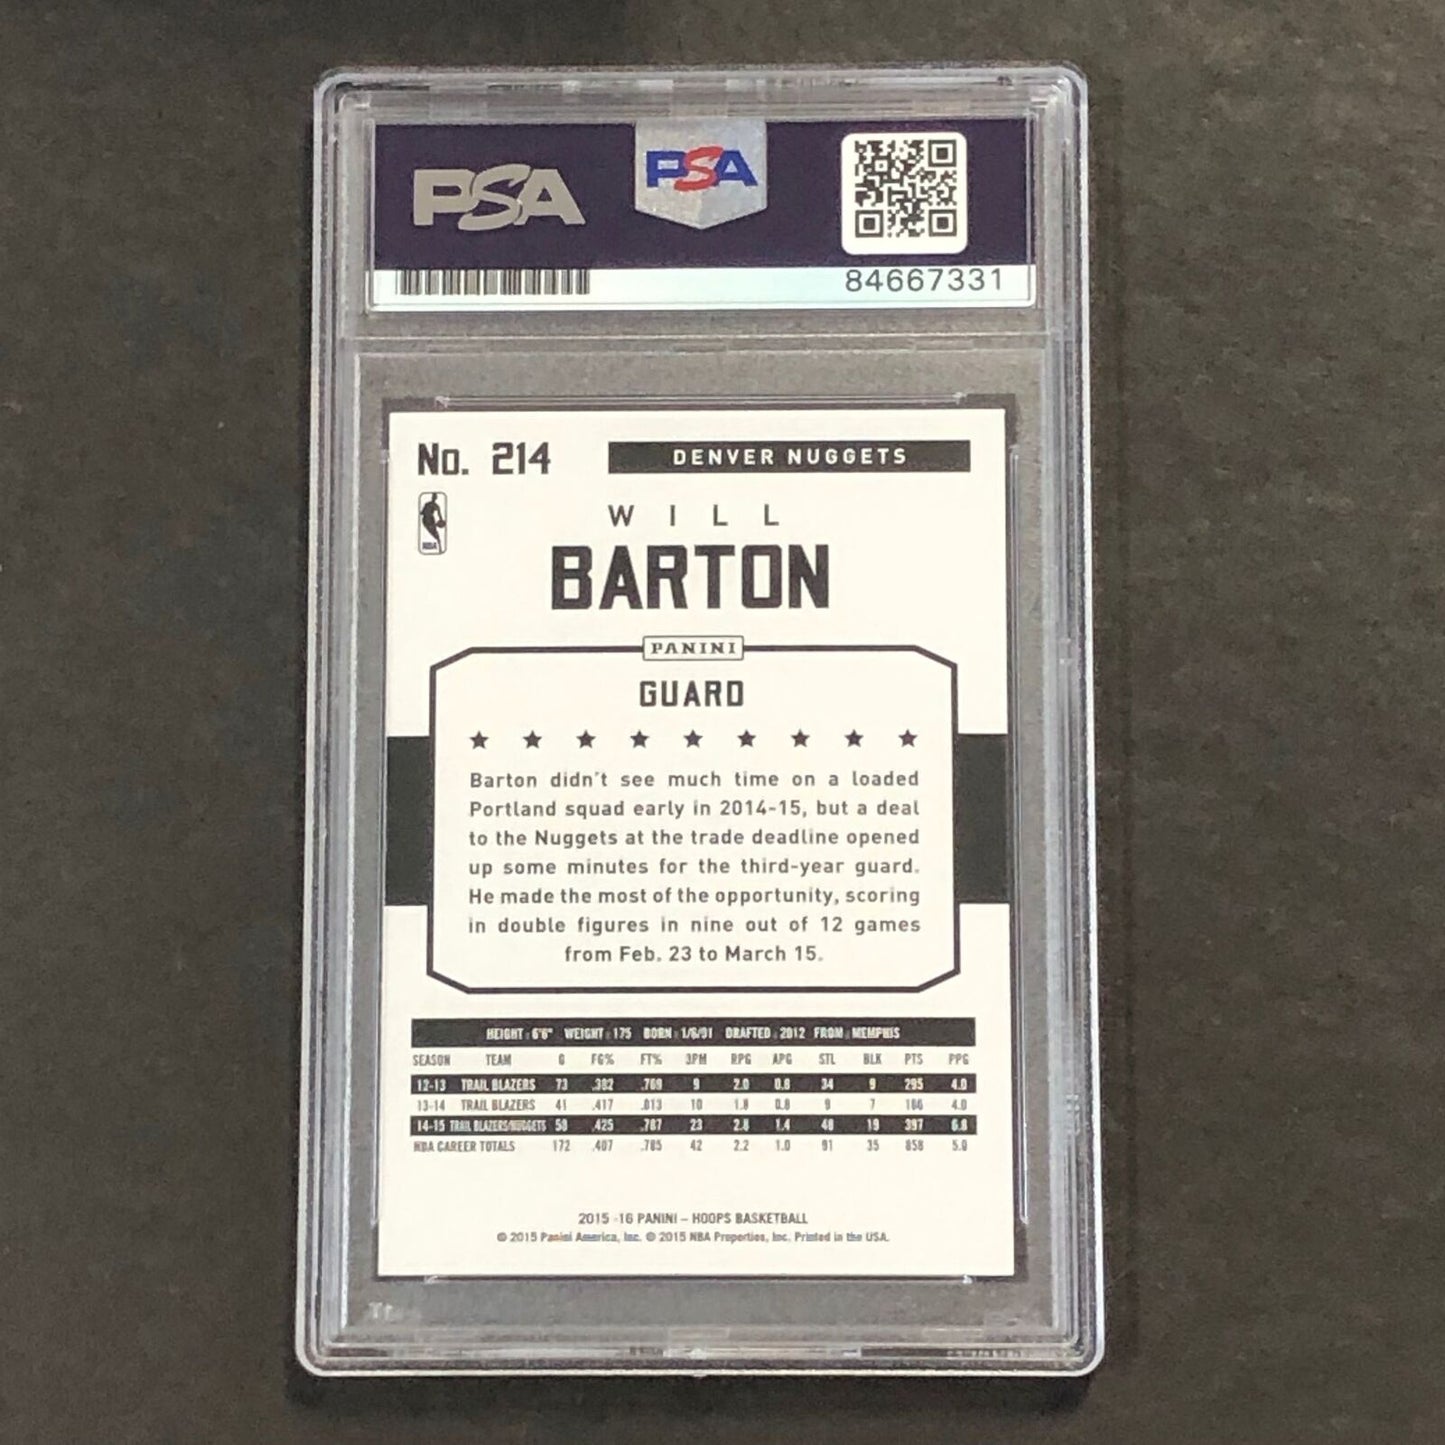 PSA PSA
84667331
No. 214 DENVER NUGGETS
NBA
WILL
BARTON
PANINI
GUARD
Barton didn't see much time on a loaded
Portland squad early in 2014-15, but a deal
to the Nuggets at the trade deadline opened
up some minutes for the third-year guard.
He made the most of the opportunity, scoring
in double figures in nine out of 12 games
from Feb. 23 to March 15.
HEIGHT: 6'6" WEIGHT: 175 BORN: 1/6/91 DRAFTED: 2012 FROM: MEMPHIS
SEASON TEAM G FG% FT% 3PM RPG APG STL BLK PTS PPG
12-13 TRAIL BLAZERS 73 .382 .769 9 2.0 0.8 34 9 295 4.0
13-14 TRAIL BLAZERS 41 .417 .813 10 1.8 0.8 9 7 166 4.0
14-15 TRAIL BLAZERS/NUGGETS 58 .425 .787 23 2.8 1.4 48 19 397 6.8
NBA CAREER TOTALS 172 .407 .785 42 2.2 1.0 91 35 858 5.0
2015-16 PANINI – HOOPS BASKETBALL
© 2015 Panini America, Inc. © 2015 NBA Properties, Inc. Printed in the USA.